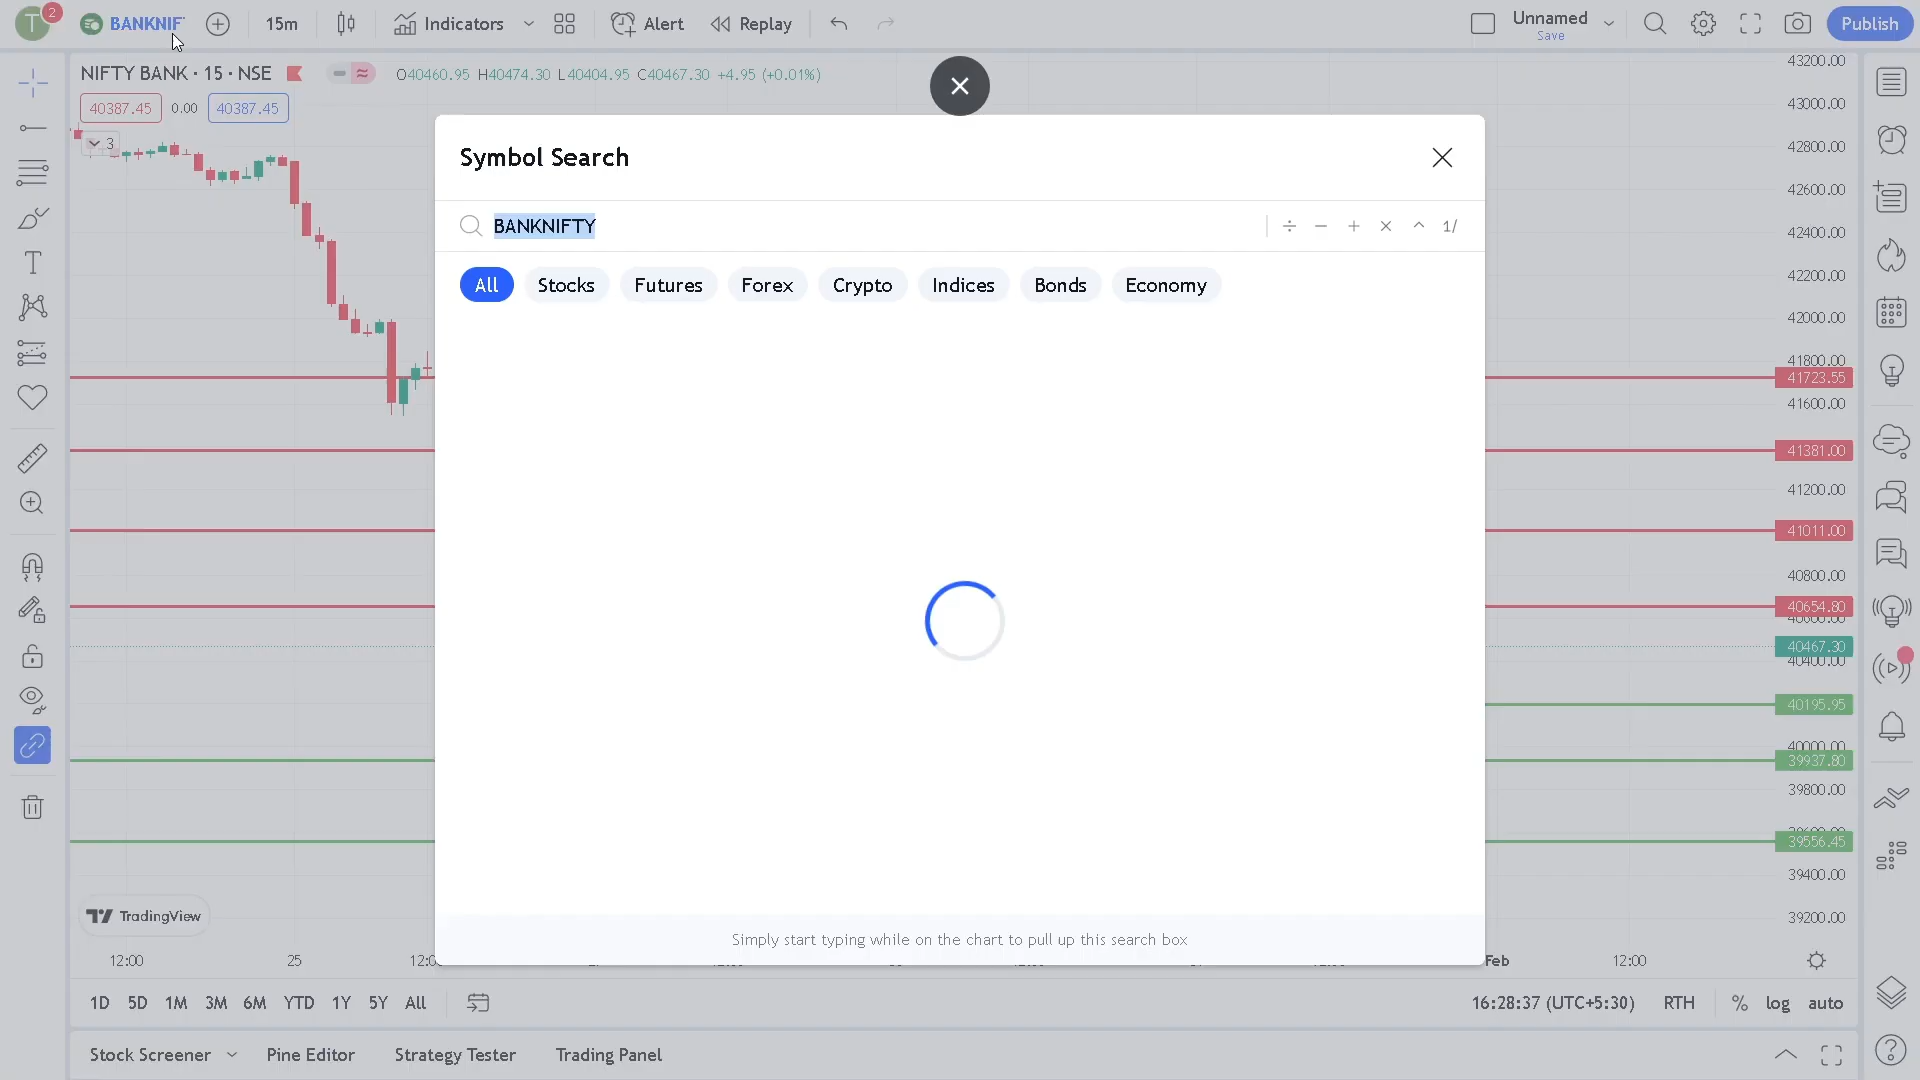 T
2
BANKNIF
15m
Indicators
Alert
Replay
Unnamed
Save
Publish
NIFTY BANK · 15 · NSE
O40460.95 H40474.30 L40404.95 C40467.30 +4.95 (+0.01%)
40387.45 0.00 40387.45
3
Symbol Search
BANKNIFTY
÷ − + × ^ 1/
All Stocks Futures Forex Crypto Indices Bonds Economy
Simply start typing while on the chart to pull up this search box
43200.00
43000.00
42800.00
42600.00
42400.00
42200.00
42000.00
41800.00
41723.55
41600.00
41381.00
41200.00
41011.00
40800.00
40654.80
40600.00
40467.30
40400.00
40195.95
40000.00
39937.80
39800.00
39556.45
39400.00
39200.00
TradingView
12:00 25 12:0 Feb 12:00
1D 5D 1M 3M 6M YTD 1Y 5Y All
16:28:37 (UTC+5:30) RTH % log auto
Stock Screener Pine Editor Strategy Tester Trading Panel